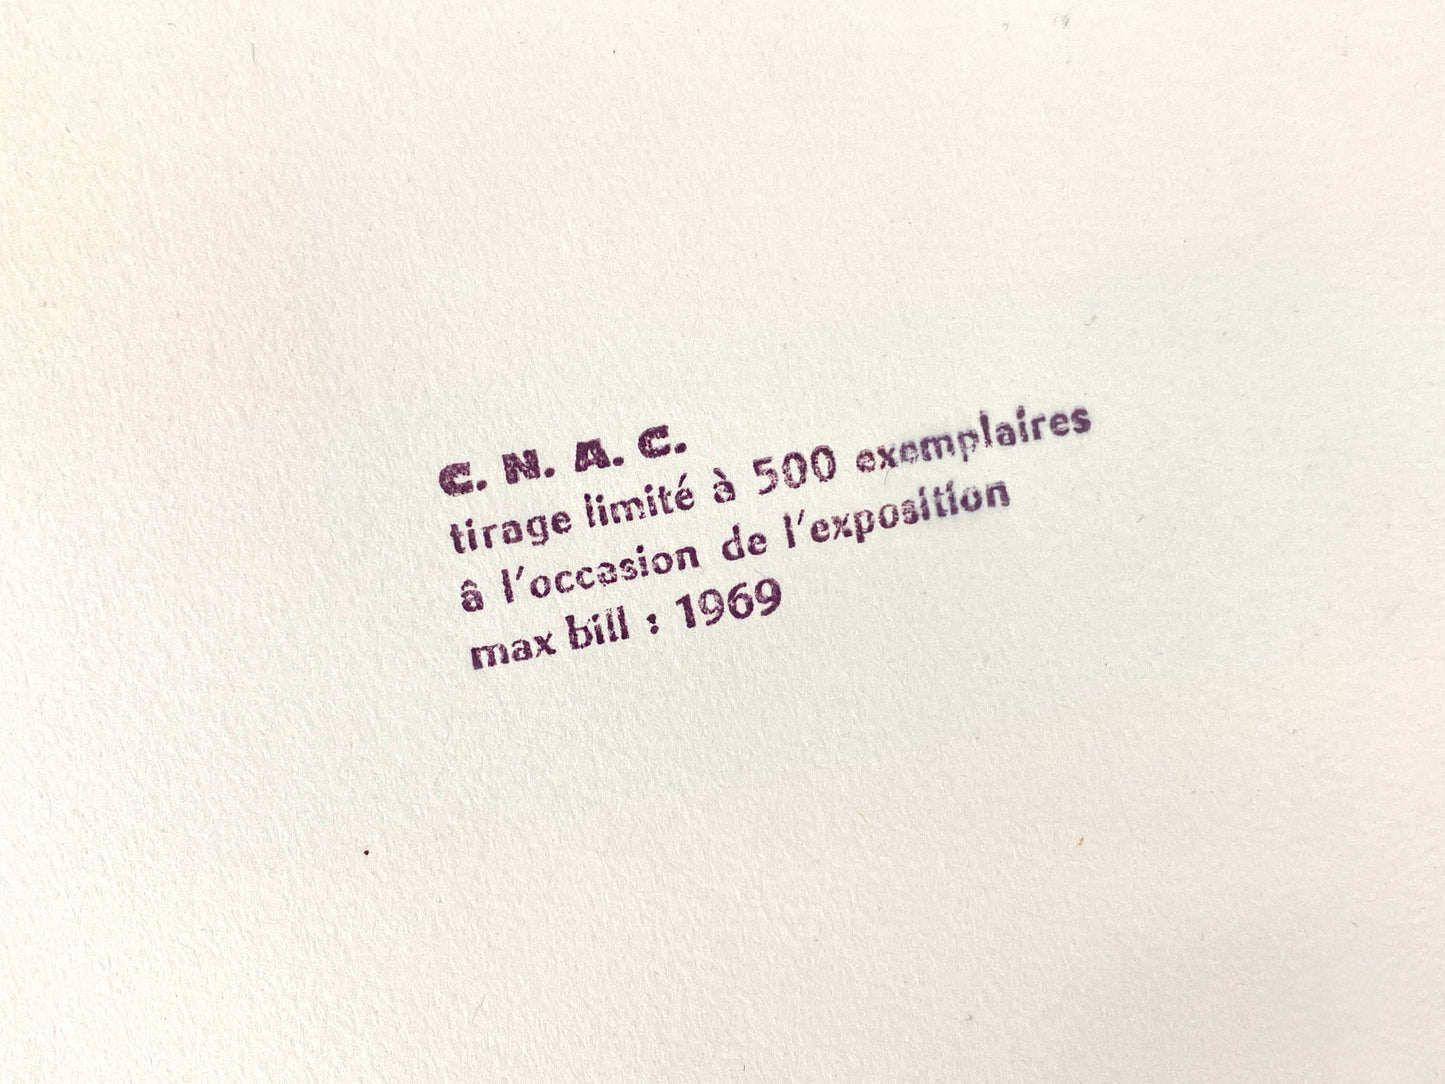 C. N. A. C.
tirage limité à 500 exemplaires
â l'occasion de l'exposition
max bill : 1969